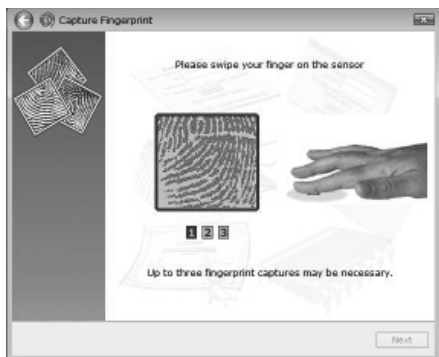 Capture Fingerprint
Please swipe your finger on the sensor
1 2 3
Up to three fingerprint captures may be necessary.
Next